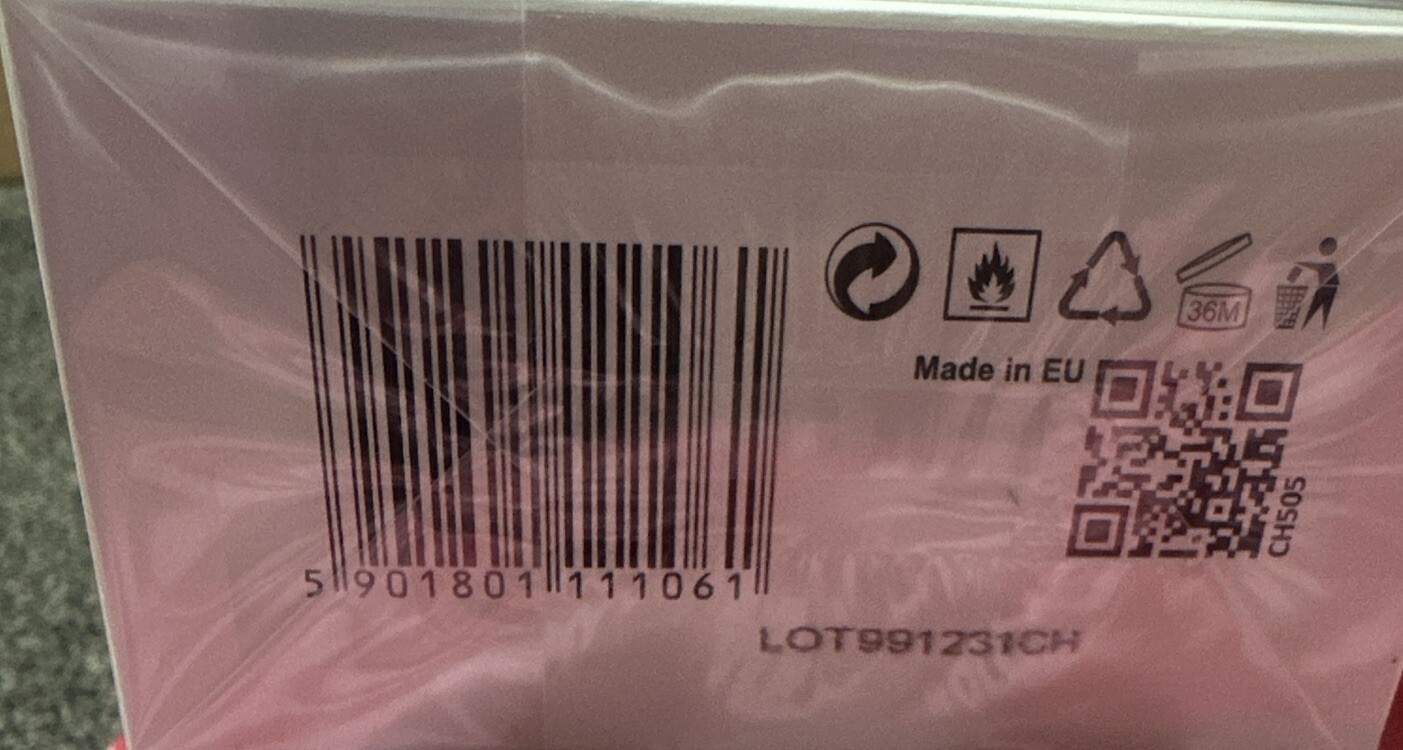 36M
Made in EU
CH505
5 901801 111061
LOT991231CH